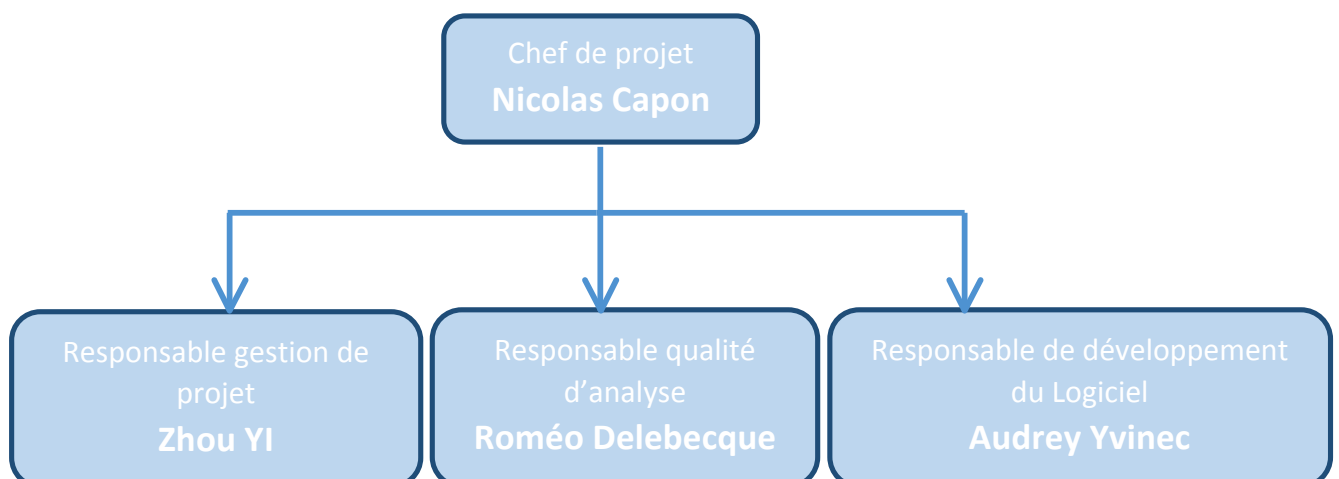 Chef de projet
Nicolas Capon
Responsable gestion de
projet
Zhou YI
Responsable qualité
d’analyse
Roméo Delebecque
Responsable de développement
du Logiciel
Audrey Yvinec